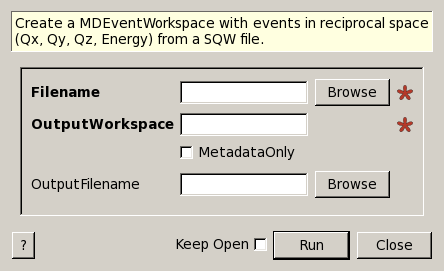 Create a MDEventWorkspace with events in reciprocal space
(Qx, Qy, Qz, Energy) from a SQW file.
Filename Browse *
OutputWorkspace *
MetadataOnly
OutputFilename Browse
? Keep Open Run Close